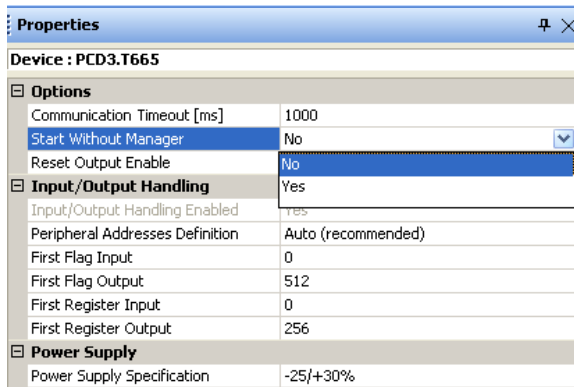 Properties
Device : PCD3.T665
Options
Communication Timeout [ms] 1000
Start Without Manager No
Reset Output Enable No
Input/Output Handling Yes
Input/Output Handling Enabled Yes
Peripheral Addresses Definition Auto (recommended)
First Flag Input 0
First Flag Output 512
First Register Input 0
First Register Output 256
Power Supply
Power Supply Specification -25/+30%